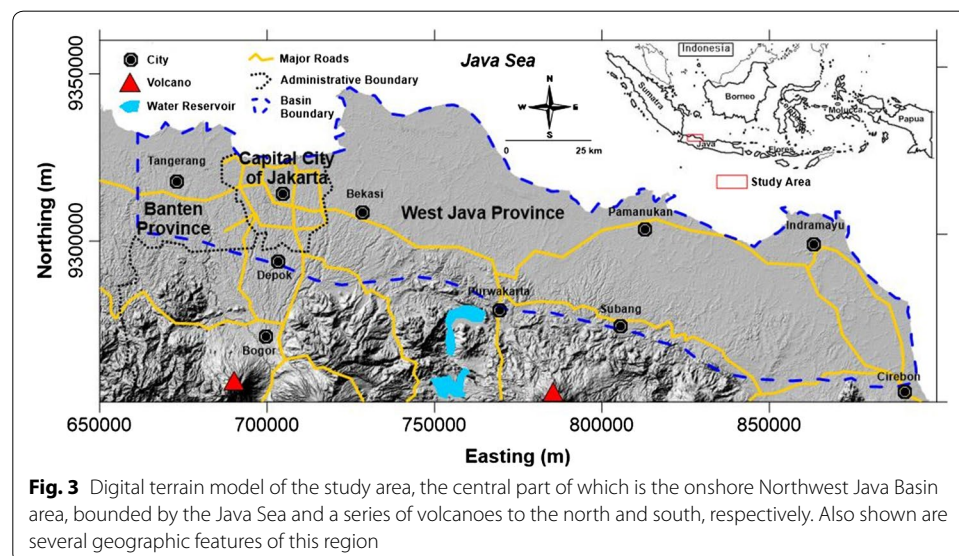 City
Major Roads
Volcano
Administrative Boundary
Water Reservoir
Basin
Boundary
Java Sea
N
W E
S
0 25 km
Indonesia
Sumatra
Borneo
Molucca
Papua
Java
Flores
Study Area
Tangerang
Capital City
of Jakarta
Bekasi
Banten
Province
West Java Province
Pamanukan
Indramayu
Depok
Purwakarta
Subang
Bogor
Cirebon
Northing (m)
9350000
9300000
650000 700000 750000 800000 850000
Easting (m)
Fig. 3 Digital terrain model of the study area, the central part of which is the onshore Northwest Java Basin
area, bounded by the Java Sea and a series of volcanoes to the north and south, respectively. Also shown are
several geographic features of this region